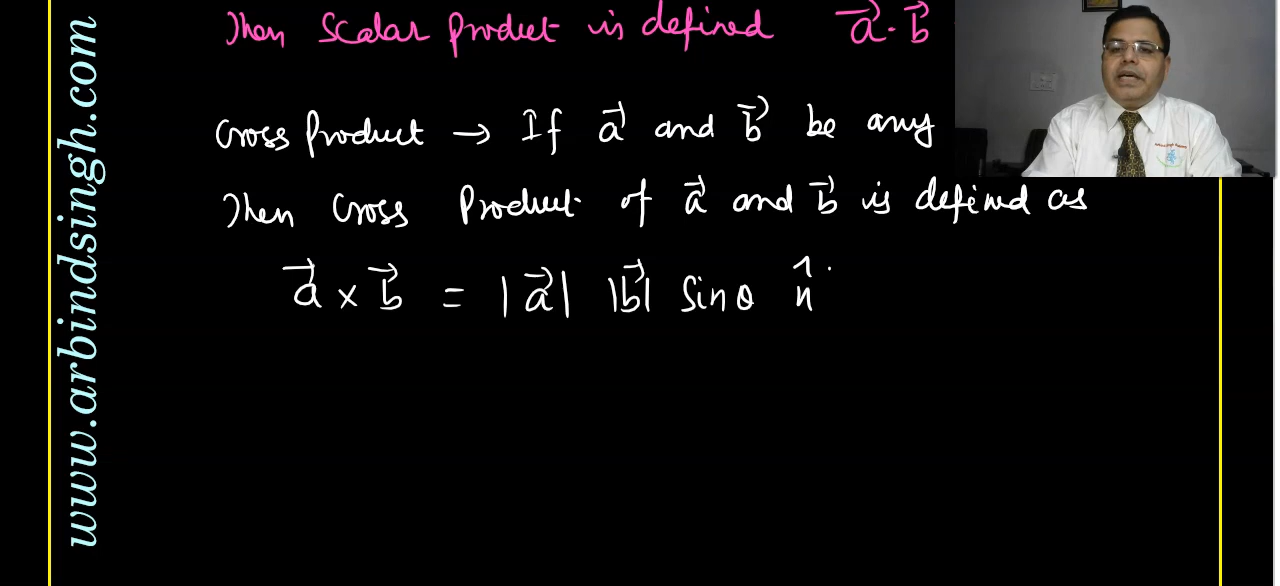 Then Scalar Product is defined a⃗·b⃗
Cross Product → If a⃗ and b⃗ be any
Then Cross Product of a⃗ and b⃗ is defined as
a⃗ × b⃗ = |a⃗| |b⃗| Sin θ n̂
www.arbindsingh.com